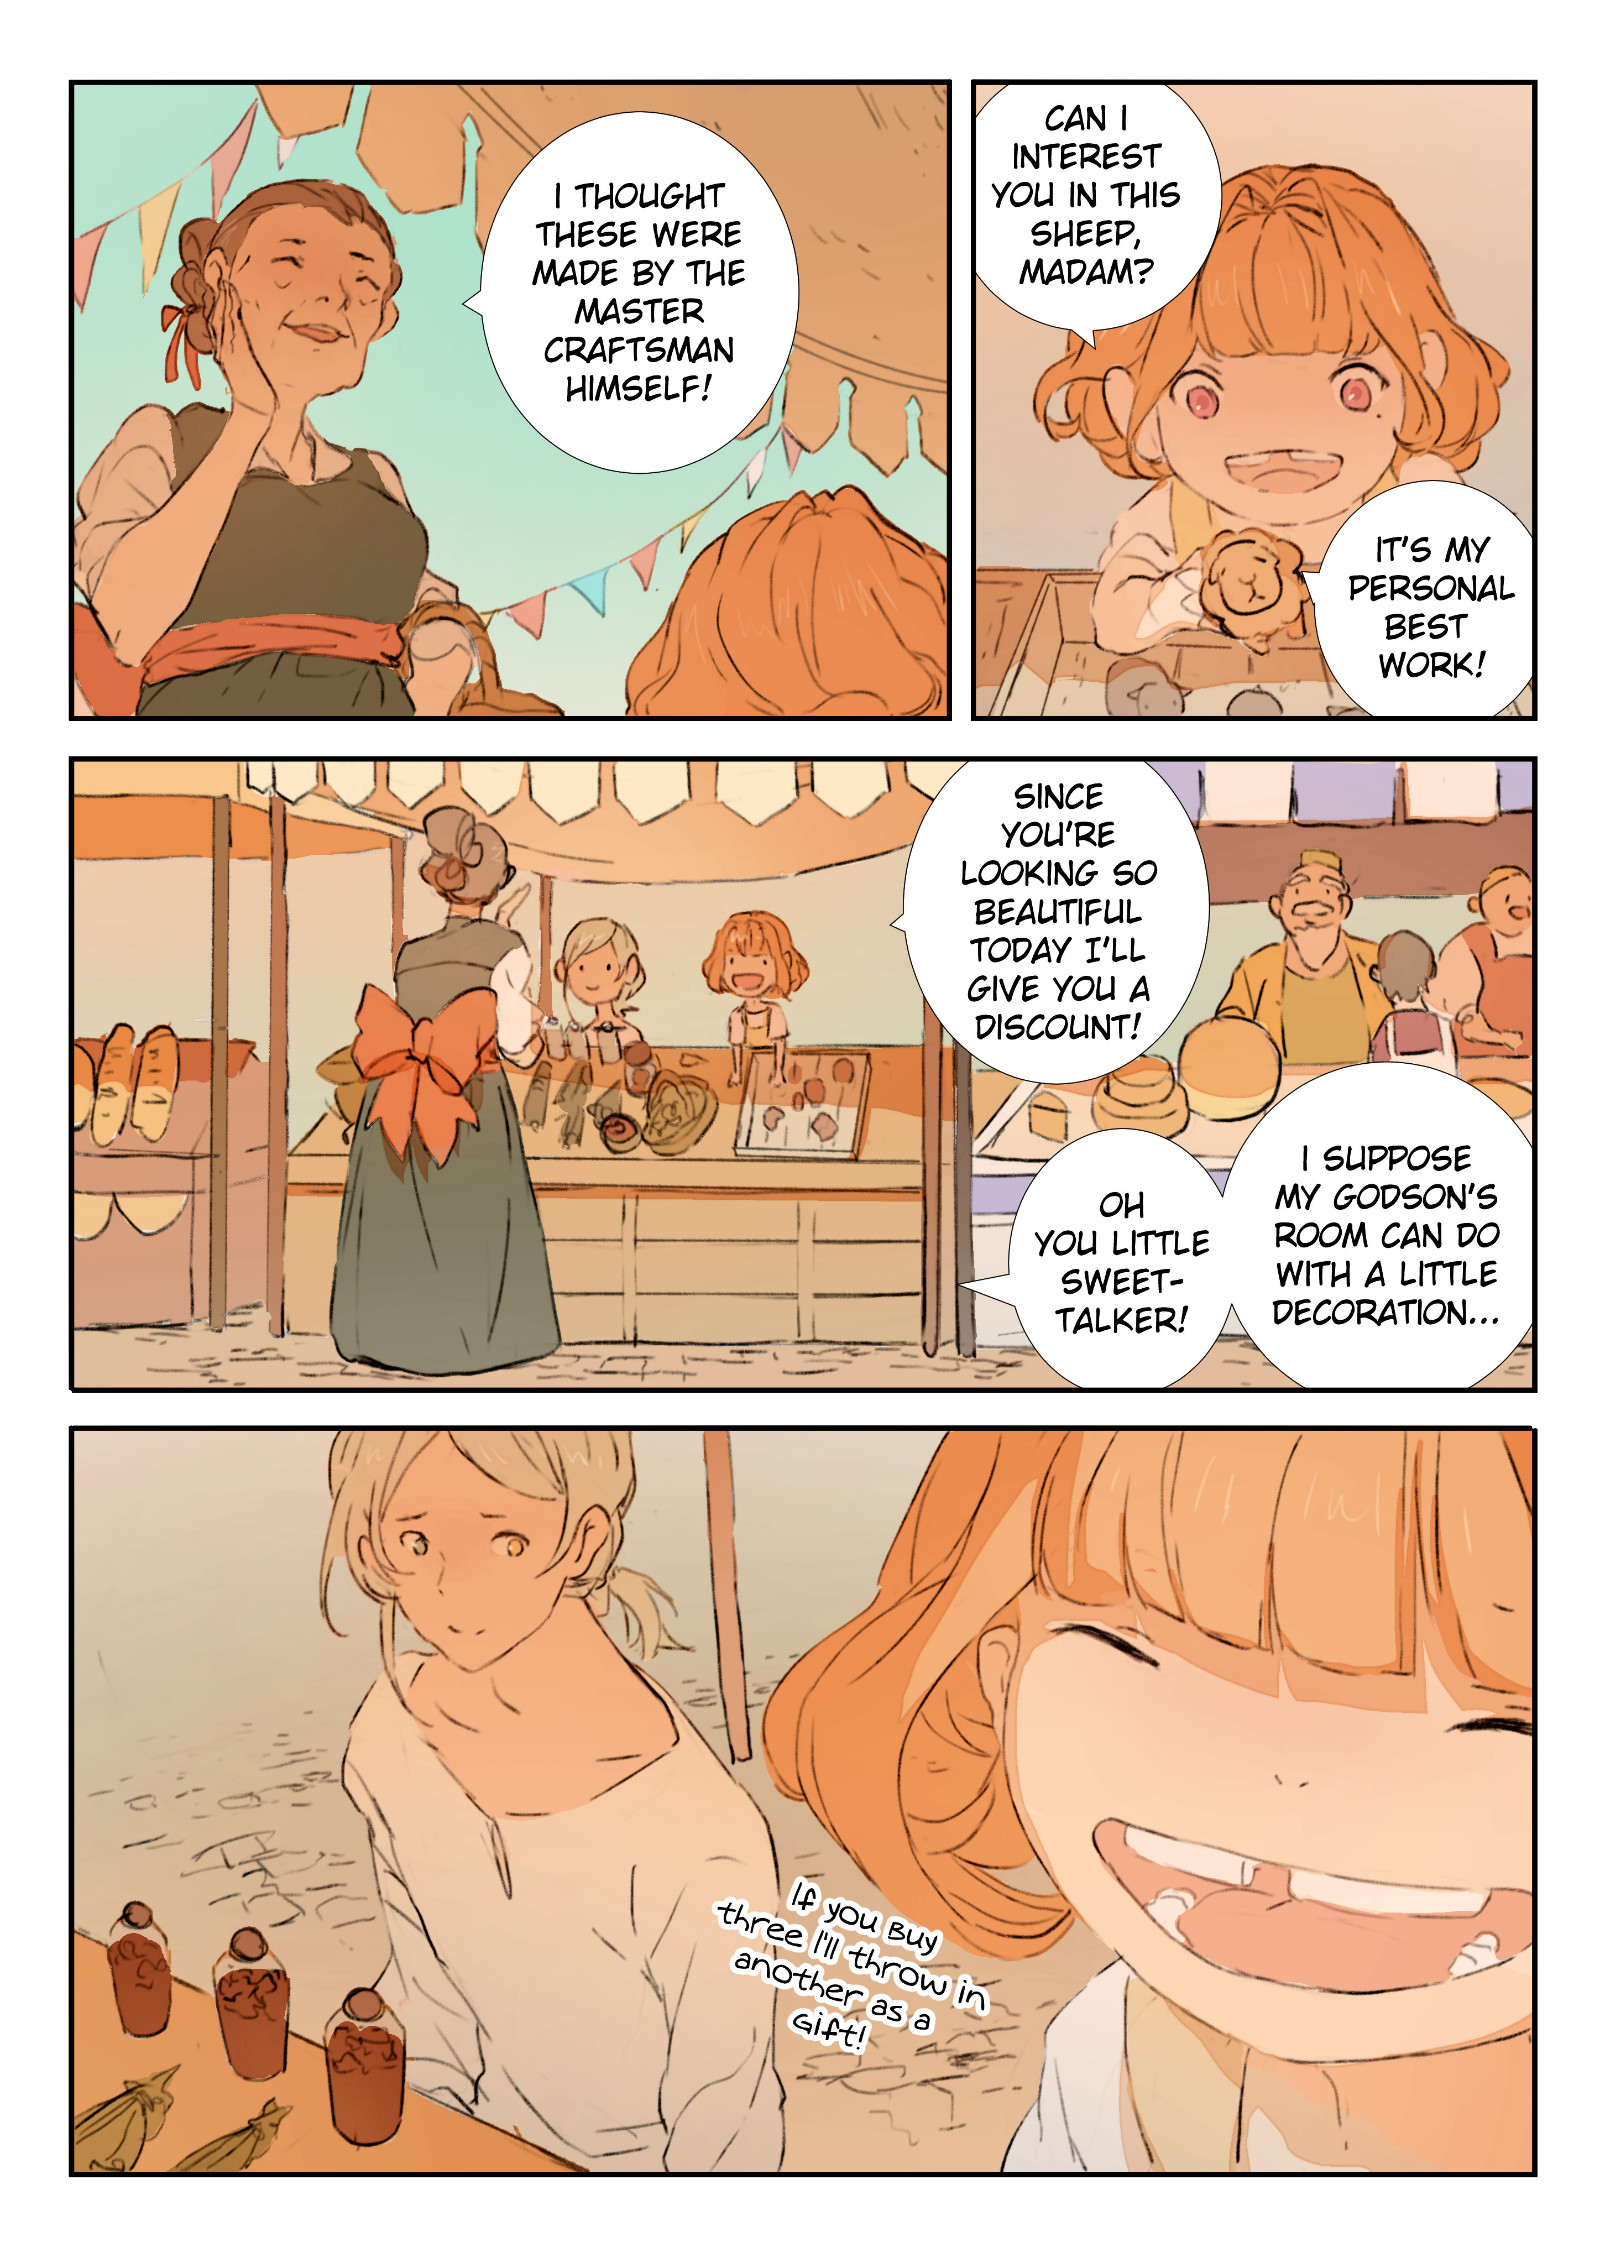 I THOUGHT
THESE WERE
MADE BY THE
MASTER
CRAFTSMAN
HIMSELF!
CAN I
INTEREST
YOU IN THIS
SHEEP,
MADAM?
IT'S MY
PERSONAL
BEST
WORK!
SINCE
YOU'RE
LOOKING SO
BEAUTIFUL
TODAY I'LL
GIVE YOU A
DISCOUNT!
OH
YOU LITTLE
SWEET-
TALKER!
I SUPPOSE
MY GODSON'S
ROOM CAN DO
WITH A LITTLE
DECORATION...
If you buy
three I'll throw in
another as a
Gift!